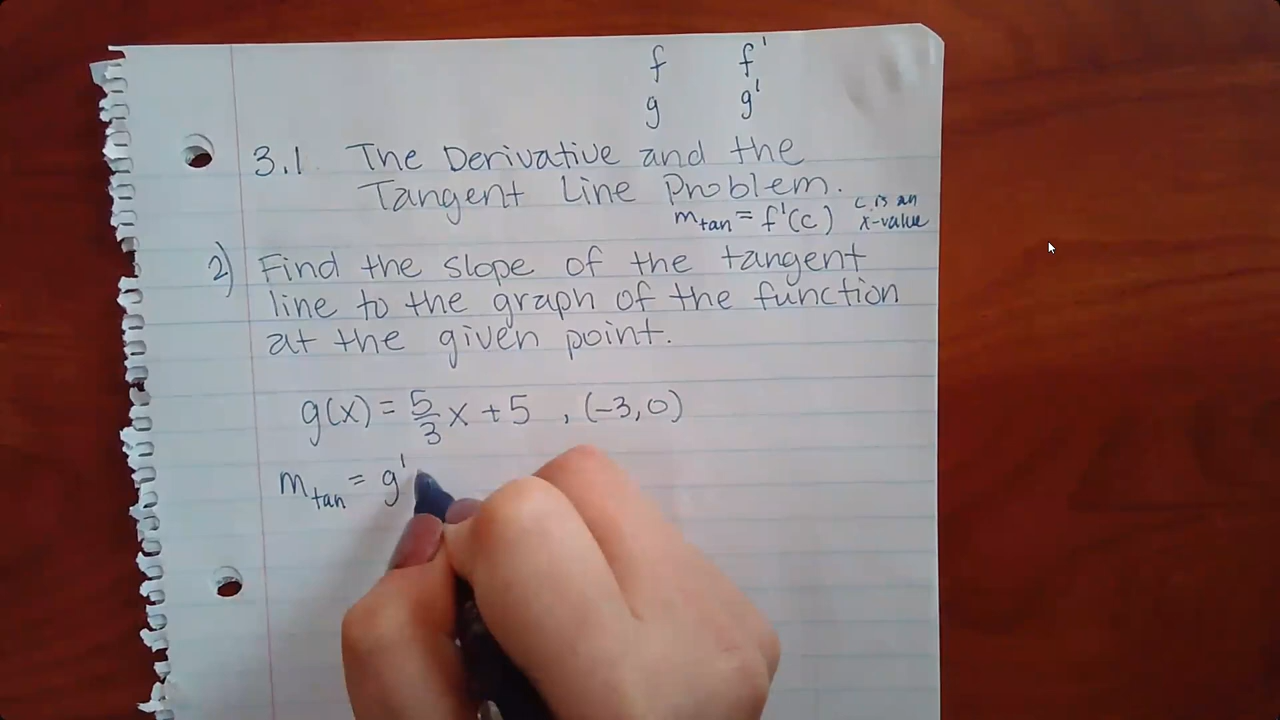 f f'
g g'
3.1. The Derivative and the
Tangent Line Problem.
m_tan = f'(c) c is an
x-value
2) Find the slope of the tangent
line to the graph of the function
at the given point.
g(x) = 5/3 x + 5 , (-3, 0)
m_tan = g'